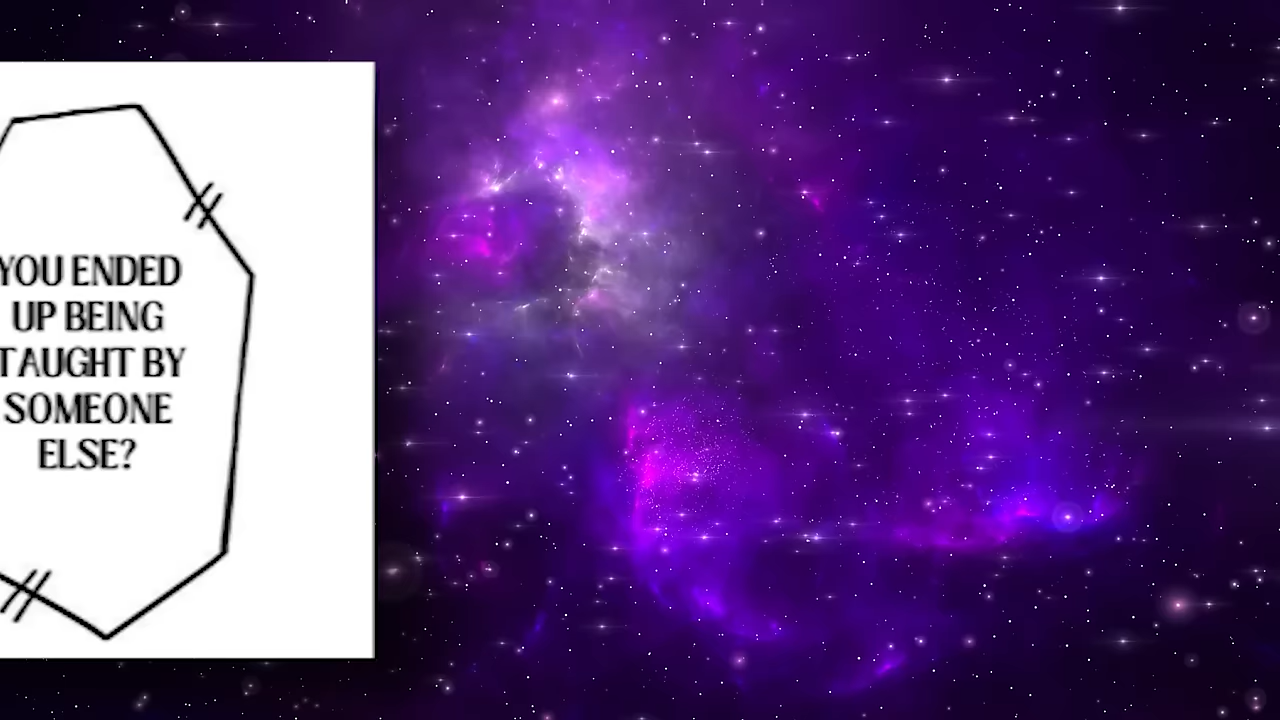 YOU ENDED
UP BEING
TAUGHT BY
SOMEONE
ELSE?